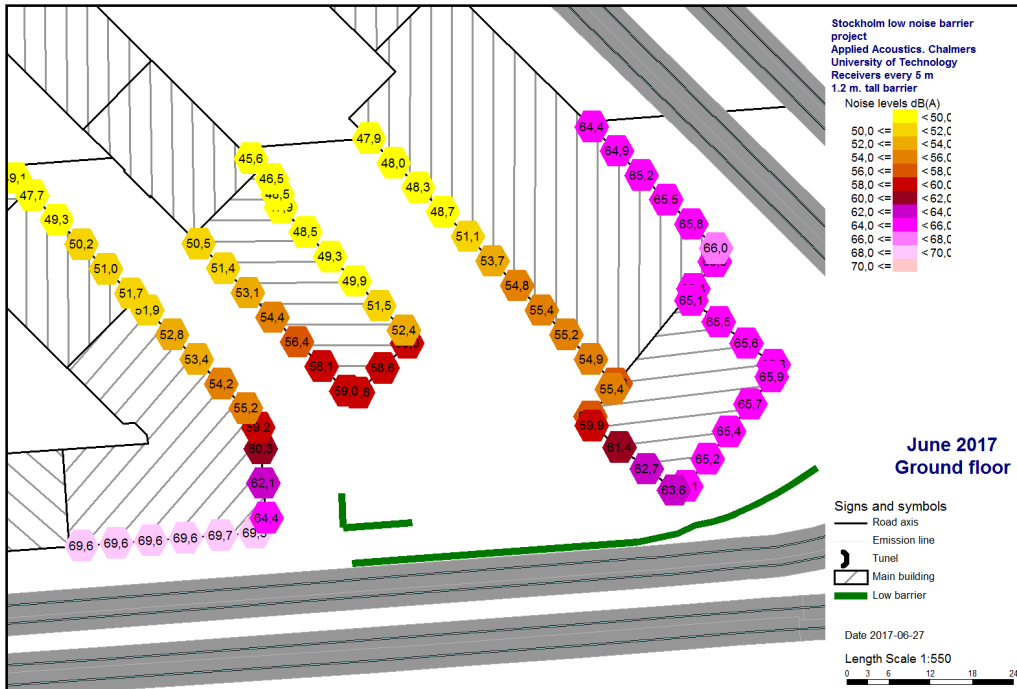 Stockholm low noise barrier
project
Applied Acoustics. Chalmers
University of Technology
Receivers every 5 m
1.2 m. tall barrier
Noise levels dB(A)
< 50,0
50,0 <= < 52,0
52,0 <= < 54,0
54,0 <= < 56,0
56,0 <= < 58,0
58,0 <= < 60,0
60,0 <= < 62,0
62,0 <= < 64,0
64,0 <= < 66,0
66,0 <= < 68,0
68,0 <= < 70,0
70,0 <=
47,7
49,3
50,2
51,0
51,7
51,9
52,8
53,4
54,2
55,2
59,2
60,3
62,1
64,4
69,6
69,6
69,6
69,6
69,7
45,6
46,5
48,5
49,3
49,9
51,5
52,4
58,6
50,5
51,4
53,1
54,4
56,4
58,1
59,0
47,9
48,0
48,3
48,7
51,1
53,7
54,8
55,4
55,2
54,9
55,4
59,9
61,4
62,7
63,6
64,4
64,9
65,2
65,5
65,8
66,0
65,1
65,5
65,6
65,9
65,7
65,4
65,2
June 2017
Ground floor
Signs and symbols
Road axis
Emission line
Tunel
Main building
Low barrier
Date 2017-06-27
Length Scale 1:550
0 3 6 12 18 24